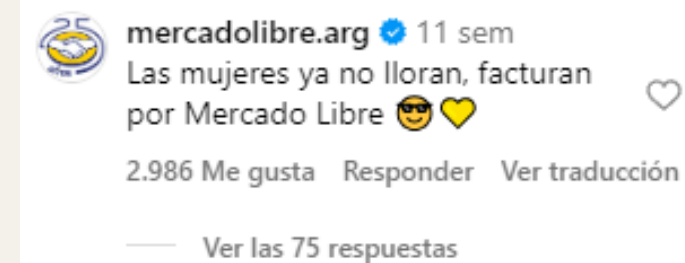 mercadolibre.arg 11 sem
Las mujeres ya no lloran, facturan
por Mercado Libre 😎💛
2.986 Me gusta Responder Ver traducción
Ver las 75 respuestas